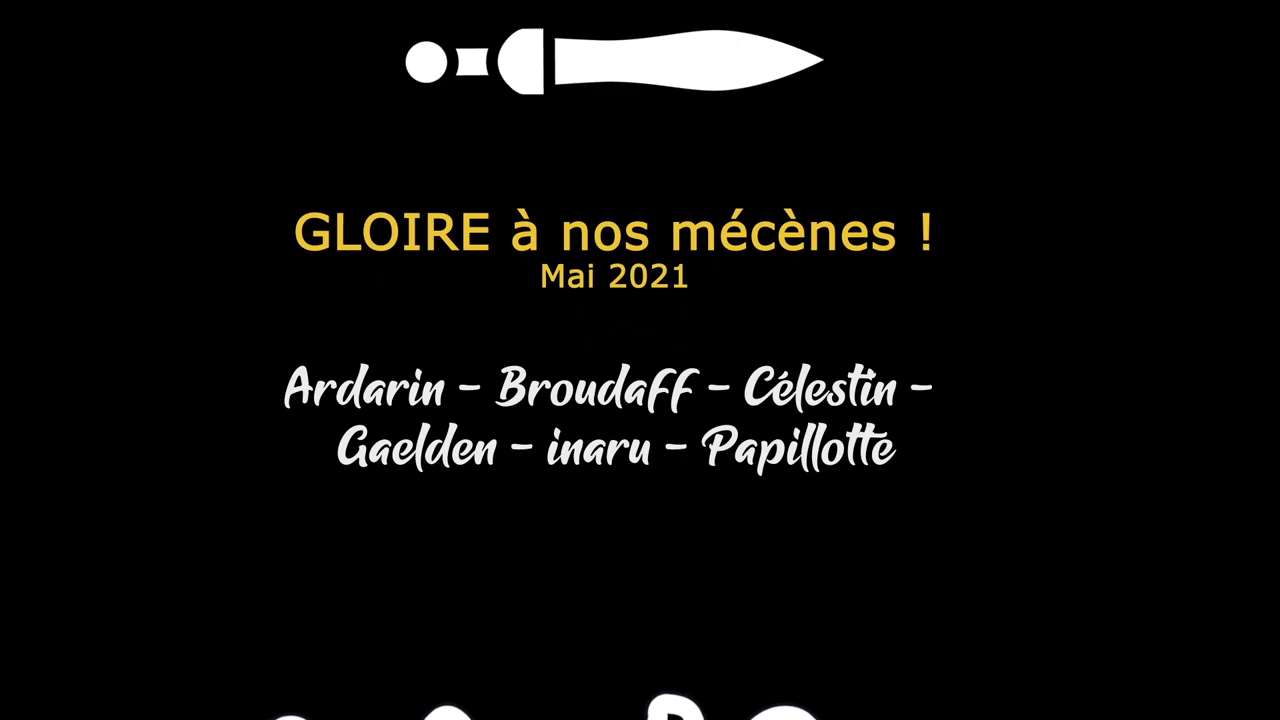 GLOIRE à nos mécènes !
Mai 2021
Ardarin - Broudaff - Célestin -
Gaelden - inaru - Papillotte